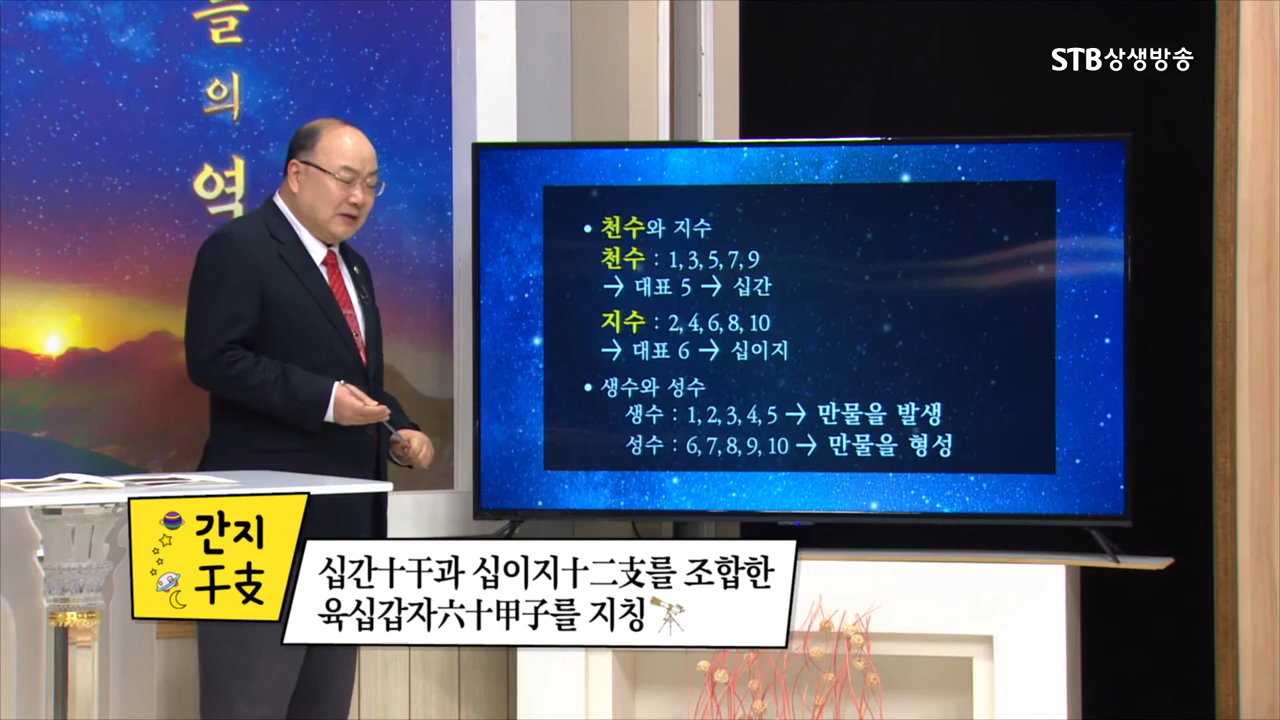 들의
역
STB상생방송
• 천수와 지수
천수 : 1, 3, 5, 7, 9
→ 대표 5 → 십간
지수 : 2, 4, 6, 8, 10
→ 대표 6 → 십이지
• 생수와 성수
생수 : 1, 2, 3, 4, 5 → 만물을 발생
성수 : 6, 7, 8, 9, 10 → 만물을 형성
간지
干支
십간十干과 십이지十二支를 조합한
육십갑자六十甲子를 지칭